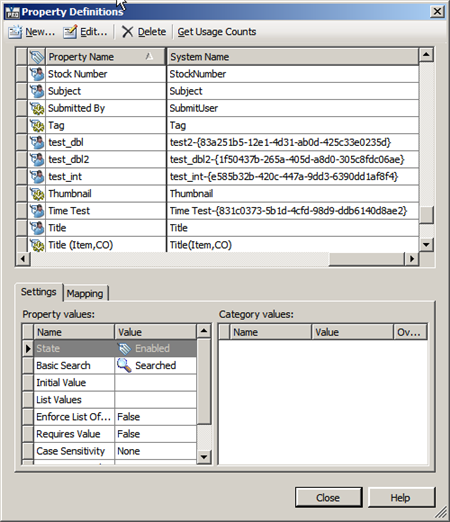 PRO Property Definitions
New... Edit... Delete Get Usage Counts
Property Name System Name
Stock Number StockNumber
Subject Subject
Submitted By SubmitUser
Tag Tag
test_dbl test2-{83a251b5-12e1-4d31-ab0d-425c33e0235d}
test_dbl2 test_dbl2-{1f50437b-265a-405d-a8d0-305c8fdc06ae}
test_int test_int-{e585b32b-420c-447a-9dd3-6390dd1af8f4}
Thumbnail Thumbnail
Time Test Time Test-{831c0373-5b1d-4cfd-98d9-ddb6140d8ae2}
Title Title
Title (Item,CO) Title(Item,CO)
Settings Mapping
Property values: Category values:
Name Value Name Value Ov...
State Enabled
Basic Search Searched
Initial Value
List Values
Enforce List Of... False
Requires Value False
Case Sensitivity None
Close Help